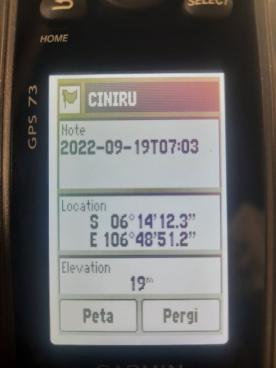 SELECT
HOME
GPS 73
CINIRU
Note
2022-09-19T07:03
Location
S 06°14'12.3"
E 106°48'51.2"
Elevation
19m
Peta
Pergi
GARMIN